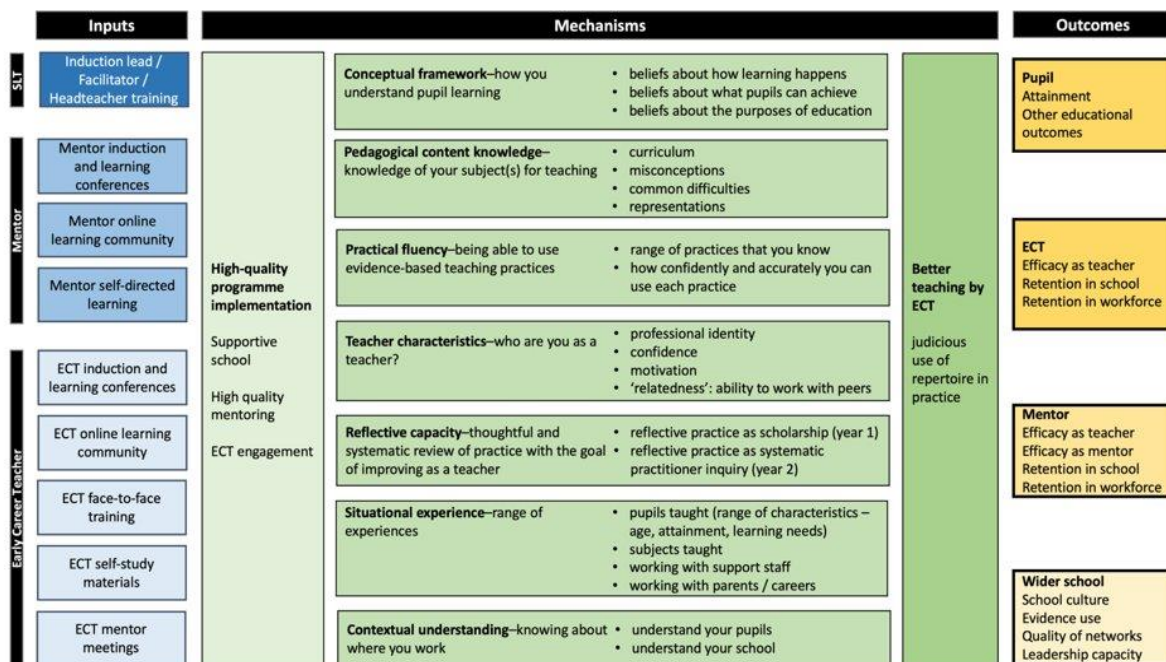 Inputs
Mechanisms
Outcomes
SLT
Induction lead /
Facilitator /
Headteacher training
Mentor
Mentor induction
and learning
conferences
Mentor online
learning community
Mentor self-directed
learning
Early Career Teacher
ECT induction and
learning conferences
ECT online learning
community
ECT face-to-face
training
ECT self-study
materials
ECT mentor
meetings
High-quality
programme
implementation
Supportive
school
High quality
mentoring
ECT engagement
Conceptual framework–how you
understand pupil learning
• beliefs about how learning happens
• beliefs about what pupils can achieve
• beliefs about the purposes of education
Pedagogical content knowledge–
knowledge of your subject(s) for teaching
• curriculum
• misconceptions
• common difficulties
• representations
Practical fluency–being able to use
evidence-based teaching practices
• range of practices that you know
• how confidently and accurately you can
use each practice
Teacher characteristics–who are you as a
teacher?
• professional identity
• confidence
• motivation
• ‘relatedness’: ability to work with peers
Reflective capacity–thoughtful and
systematic review of practice with the goal
of improving as a teacher
• reflective practice as scholarship (year 1)
• reflective practice as systematic
practitioner inquiry (year 2)
Situational experience–range of
experiences
• pupils taught (range of characteristics –
age, attainment, learning needs)
• subjects taught
• working with support staff
• working with parents / careers
Contextual understanding–knowing about
where you work
• understand your pupils
• understand your school
Better
teaching by
ECT
judicious
use of
repertoire in
practice
Pupil
Attainment
Other educational
outcomes
ECT
Efficacy as teacher
Retention in school
Retention in workforce
Mentor
Efficacy as teacher
Efficacy as mentor
Retention in school
Retention in workforce
Wider school
School culture
Evidence use
Quality of networks
Leadership capacity